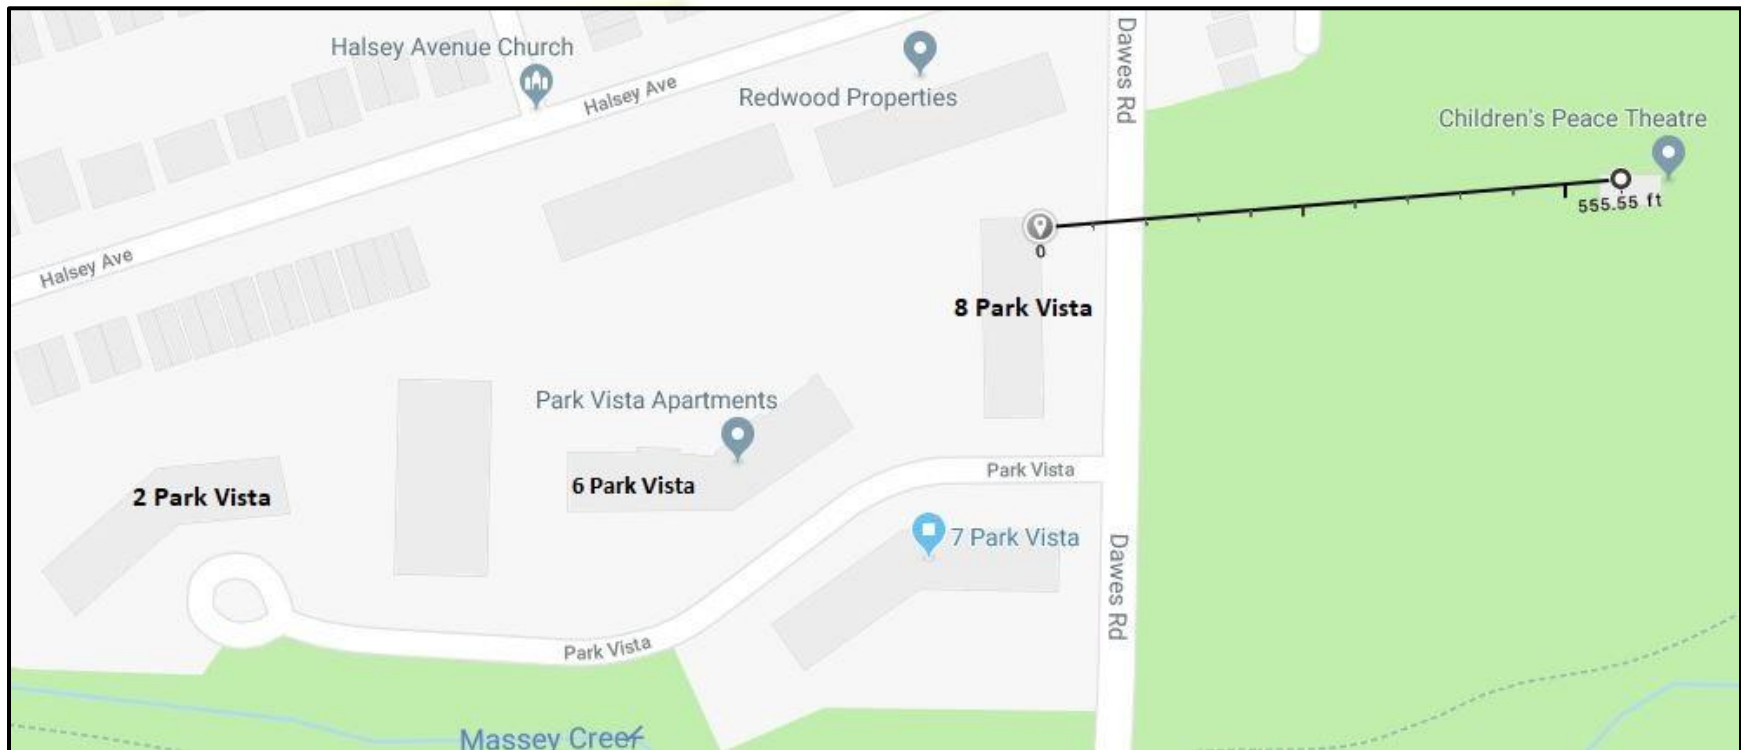 Halsey Avenue Church
Halsey Ave
Redwood Properties
Dawes Rd
Children's Peace Theatre
555.55 ft
0
Halsey Ave
8 Park Vista
Park Vista Apartments
6 Park Vista
2 Park Vista
Park Vista
7 Park Vista
Dawes Rd
Park Vista
Massey Creek